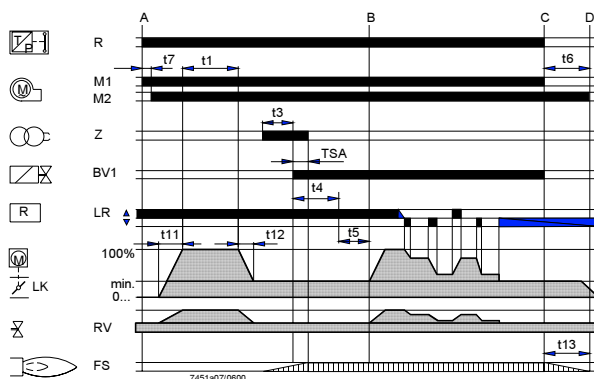 A B C D
T/P R
t7 t1 t6
M M1
M2
t3
Z
TSA
BV1
t4
R LR
t5
t11 t12
M 100%
LK min.
0...
RV
t13
FS
7451a07/0600